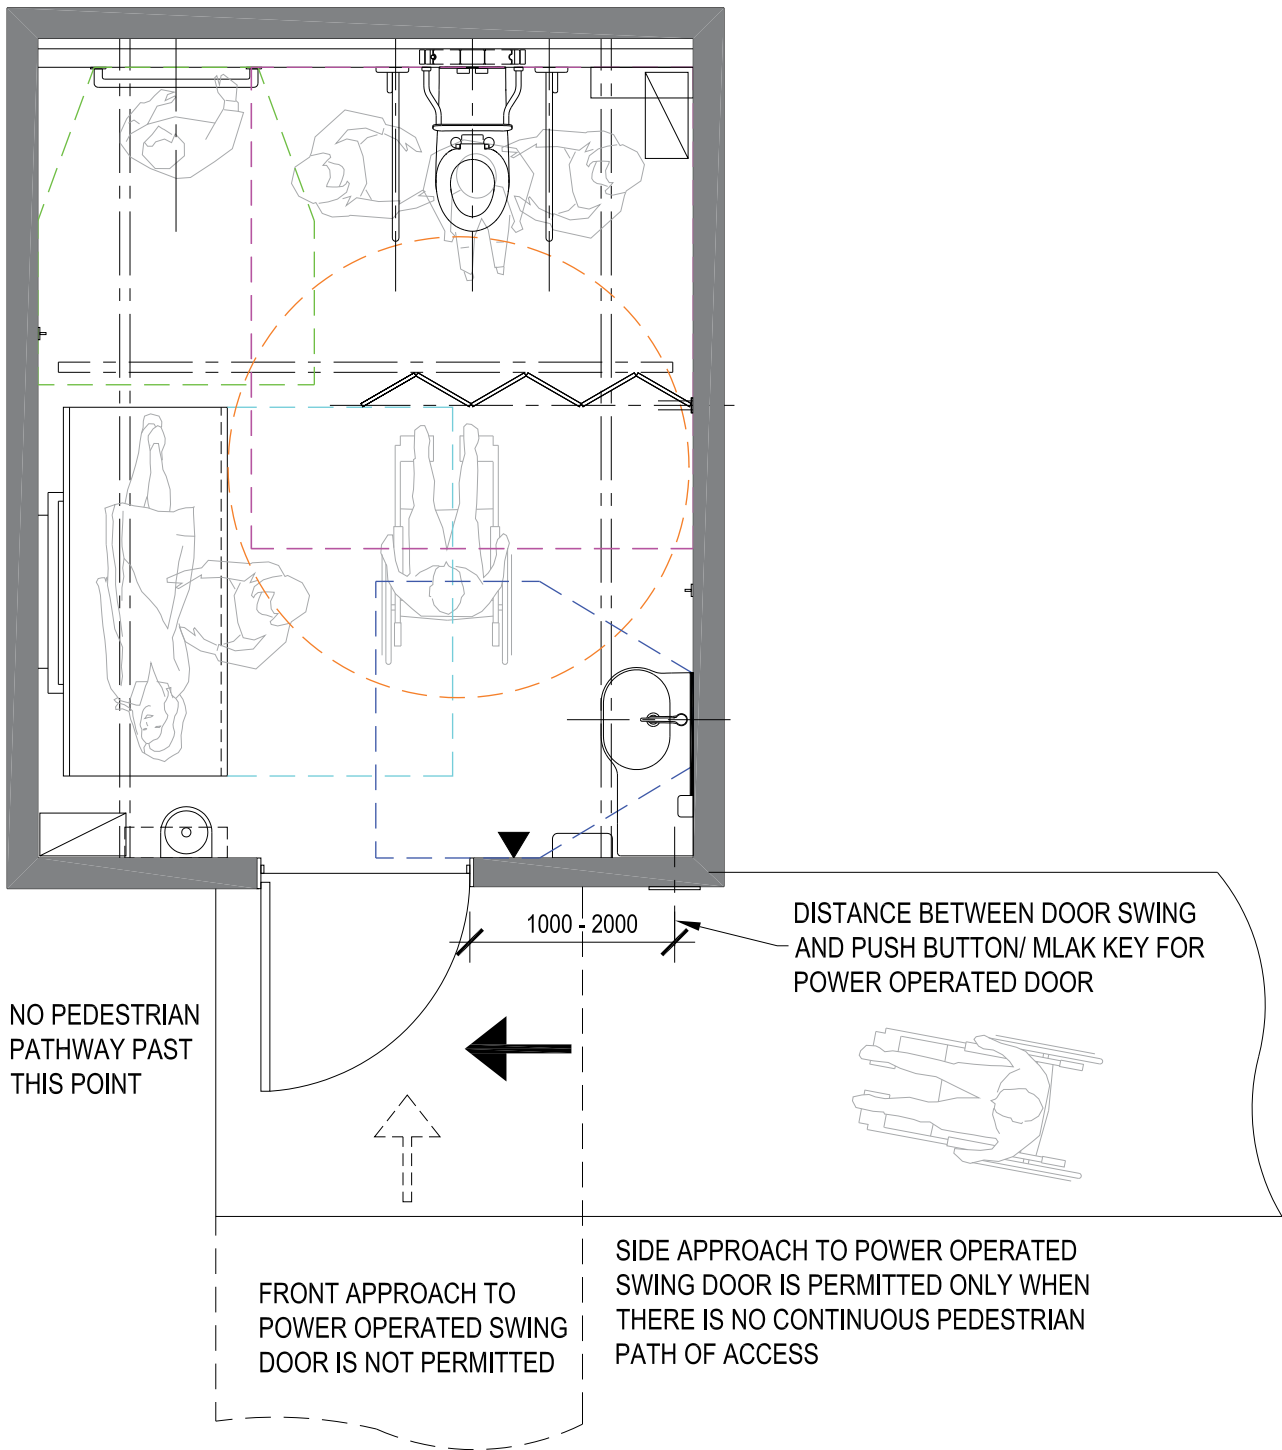 1000 - 2000
DISTANCE BETWEEN DOOR SWING
AND PUSH BUTTON/ MLAK KEY FOR
POWER OPERATED DOOR
NO PEDESTRIAN
PATHWAY PAST
THIS POINT
SIDE APPROACH TO POWER OPERATED
SWING DOOR IS PERMITTED ONLY WHEN
THERE IS NO CONTINUOUS PEDESTRIAN
PATH OF ACCESS
FRONT APPROACH TO
POWER OPERATED SWING
DOOR IS NOT PERMITTED